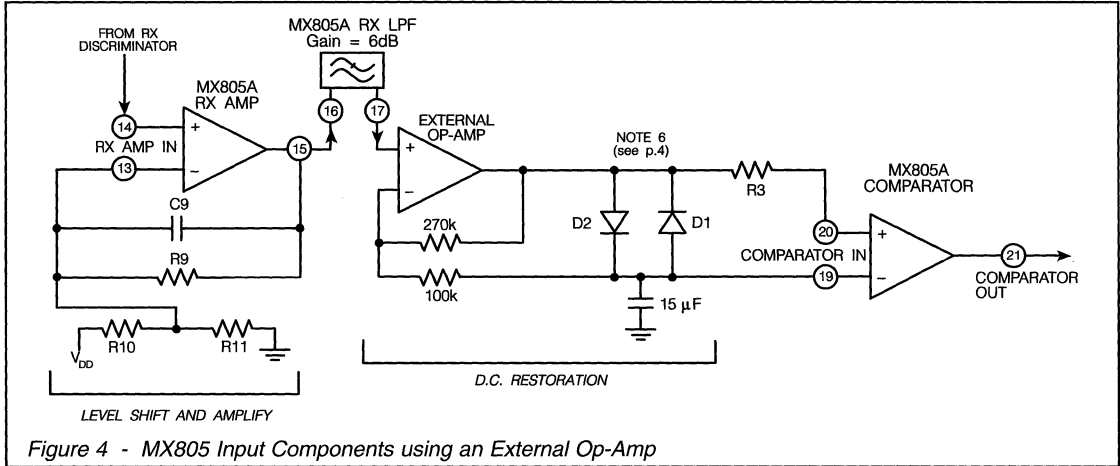 FROM RX
DISCRIMINATOR
MX805A RX LPF
Gain = 6dB
MX805A
RX AMP
16
17
14
+
RX AMP IN
13
−
15
EXTERNAL
OP-AMP
+
−
NOTE 6
(see p.4)
R3
MX805A
COMPARATOR
C9
270k
D2
D1
20
+
COMPARATOR IN
19
−
21
COMPARATOR
OUT
R9
100k
15 µF
R10
R11
VDD
D.C. RESTORATION
LEVEL SHIFT AND AMPLIFY
Figure 4 - MX805 Input Components using an External Op-Amp